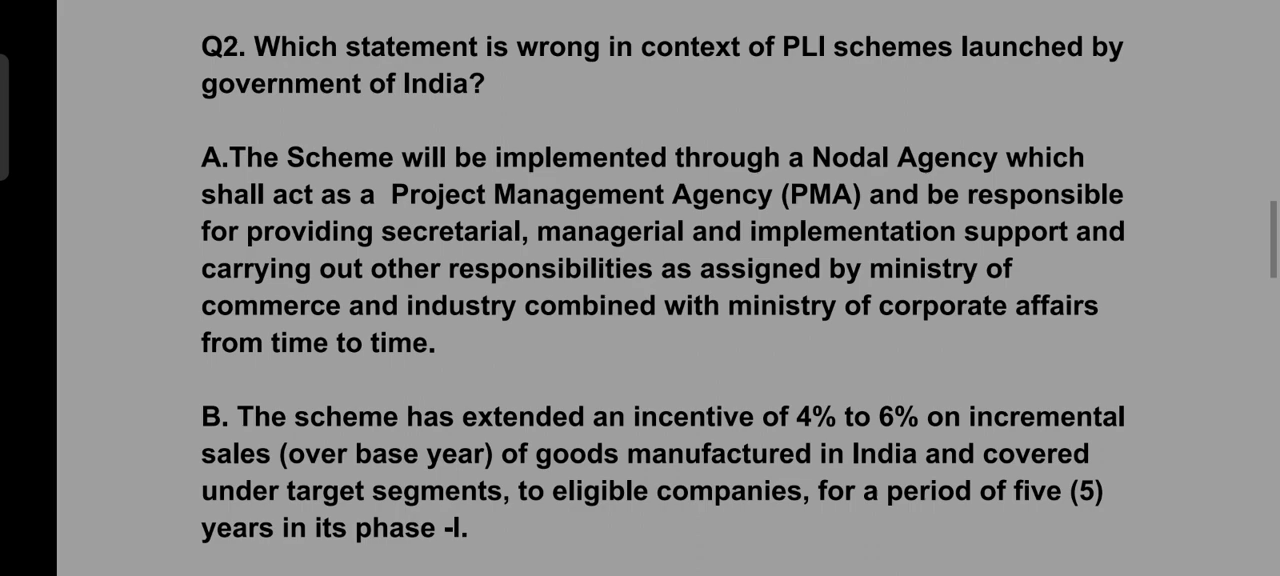 Q2. Which statement is wrong in context of PLI schemes launched by
government of India?
A.The Scheme will be implemented through a Nodal Agency which
shall act as a  Project Management Agency (PMA) and be responsible
for providing secretarial, managerial and implementation support and
carrying out other responsibilities as assigned by ministry of
commerce and industry combined with ministry of corporate affairs
from time to time.
B. The scheme has extended an incentive of 4% to 6% on incremental
sales (over base year) of goods manufactured in India and covered
under target segments, to eligible companies, for a period of five (5)
years in its phase -I.